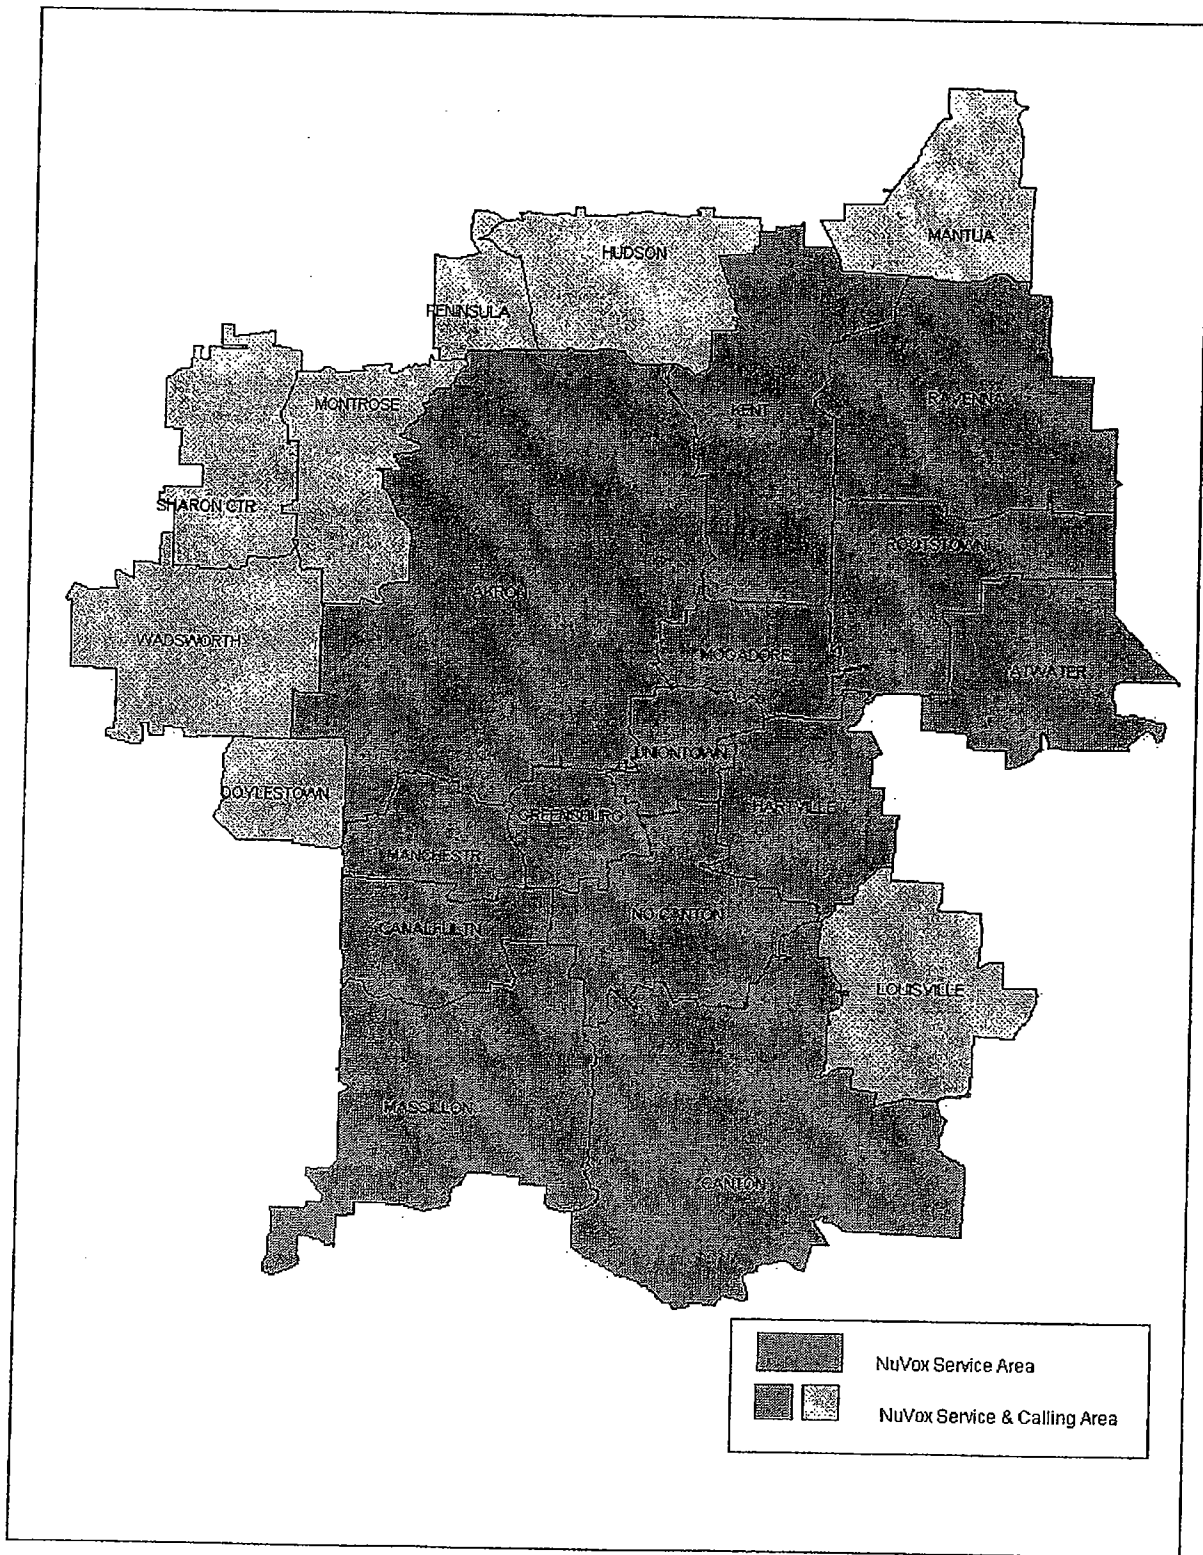 MANTUA
HUDSON
PENINSULA
MONTROSE
KENT
RAVENNA
SHARON CTR
ROOTSTOWN
AKRON
WADSWORTH
MOGADORE
ATWATER
UNIONTOWN
DOYLESTOWN
HARTVILLE
GREENSBURG
MANCHESTR
NO.CANTON
CANALFULTN
LOUISVILLE
MASSILLON
CANTON
NuVox Service Area
NuVox Service & Calling Area